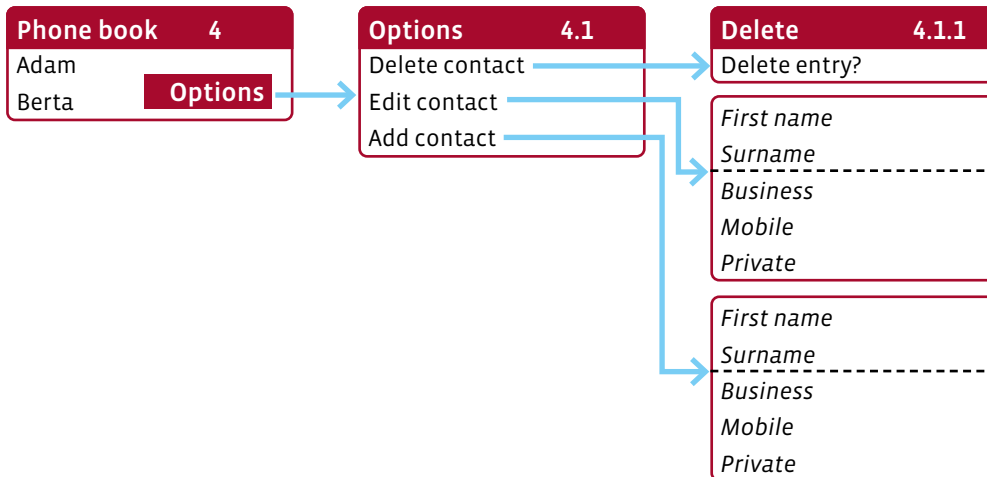 Phone book 4
Adam
Berta
Options
Options 4.1
Delete contact
Edit contact
Add contact
Delete 4.1.1
Delete entry?
First name
Surname
Business
Mobile
Private
First name
Surname
Business
Mobile
Private